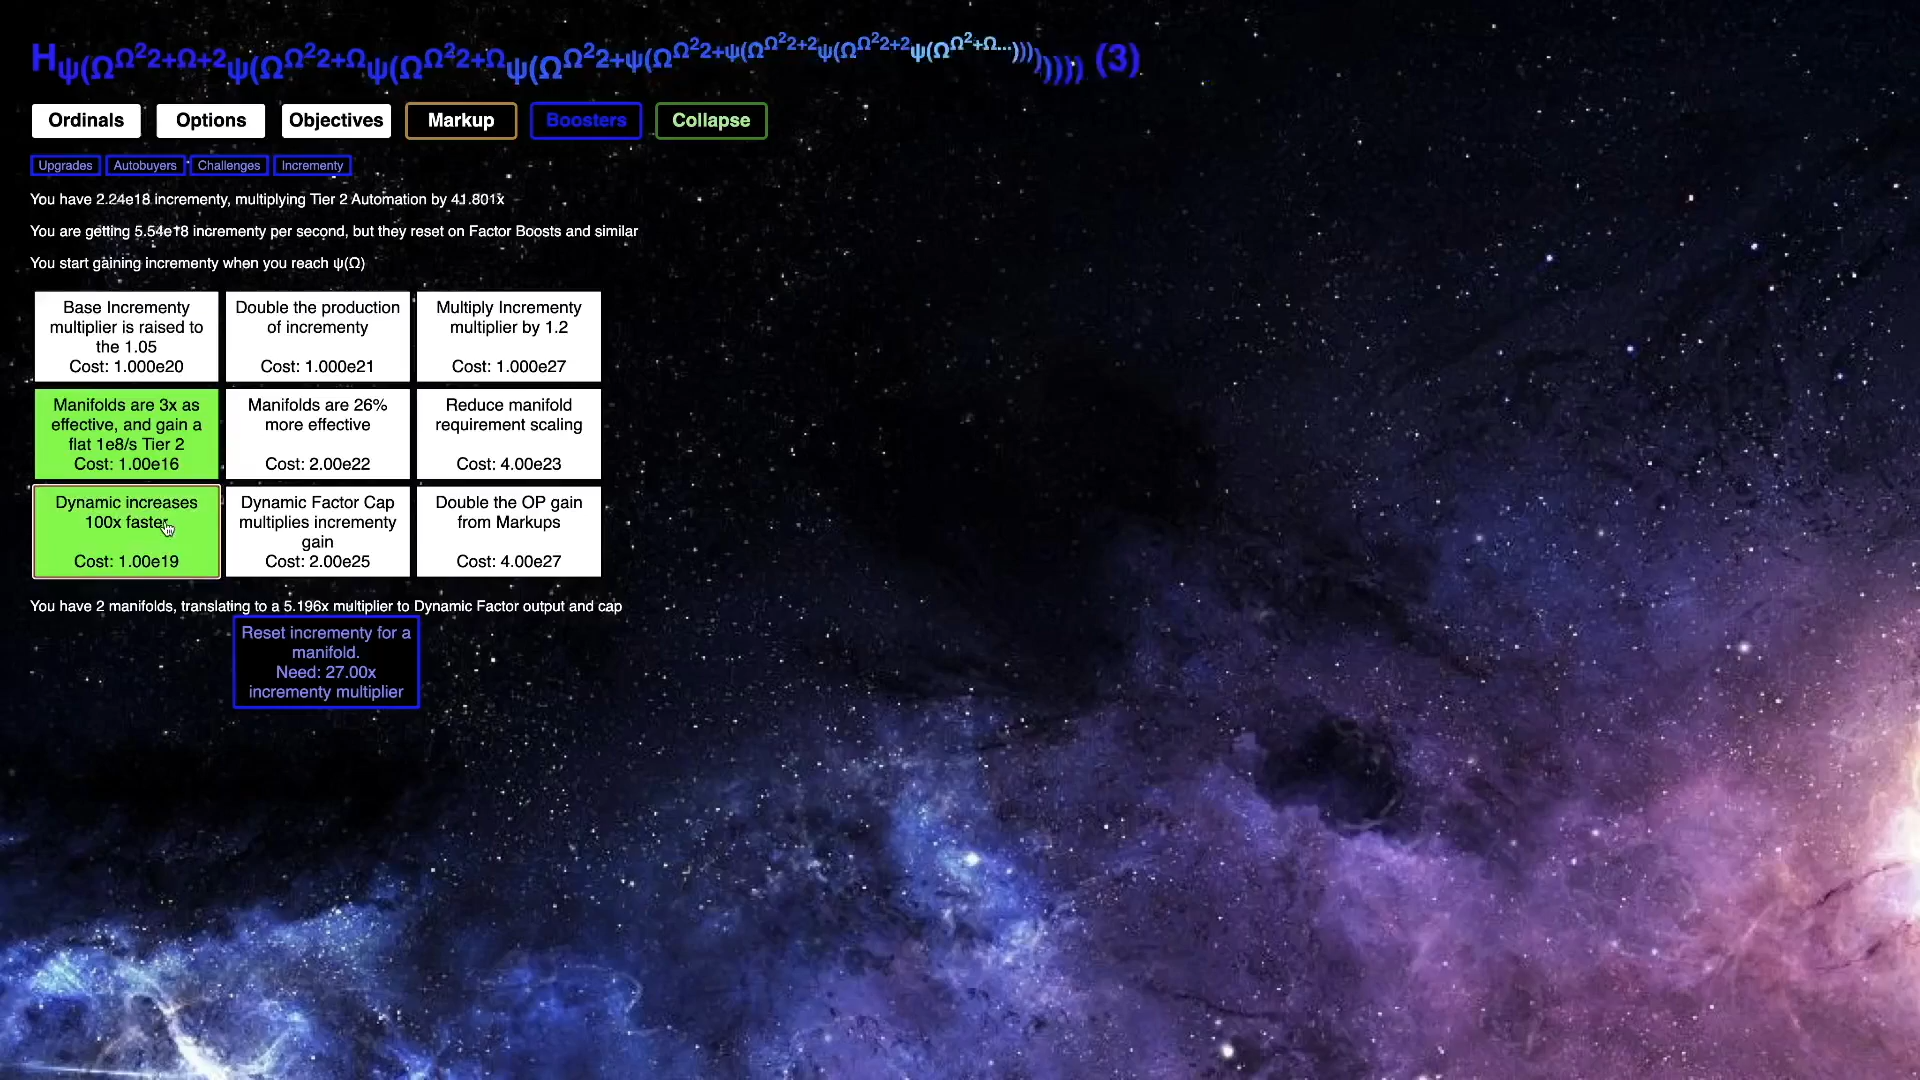 Hψ(Ω^Ω^2 2+Ω+2ψ(Ω^Ω^2 2+Ωψ(Ω^Ω^2 2+Ωψ(Ω^Ω^2 2+ψ(Ω^Ω^2 2+ψ(Ω^Ω^2 2+2ψ(Ω^Ω^2 2+2ψ(Ω^Ω^2+Ω...)))))))) (3)
Ordinals Options Objectives Markup Boosters Collapse
Upgrades Autobuyers Challenges Incrementy
You have 2.24e18 incrementy, multiplying Tier 2 Automation by 41.801x
You are getting 5.54e18 incrementy per second, but they reset on Factor Boosts and similar
You start gaining incrementy when you reach ψ(Ω)
Base Incrementy
multiplier is raised to
the 1.05
Cost: 1.000e20
Double the production
of incrementy
Cost: 1.000e21
Multiply Incrementy
multiplier by 1.2
Cost: 1.000e27
Manifolds are 3x as
effective, and gain a
flat 1e8/s Tier 2
Cost: 1.00e16
Manifolds are 26%
more effective
Cost: 2.00e22
Reduce manifold
requirement scaling
Cost: 4.00e23
Dynamic increases
100x faster
Cost: 1.00e19
Dynamic Factor Cap
multiplies incrementy
gain
Cost: 2.00e25
Double the OP gain
from Markups
Cost: 4.00e27
You have 2 manifolds, translating to a 5.196x multiplier to Dynamic Factor output and cap
Reset incrementy for a
manifold.
Need: 27.00x
incrementy multiplier